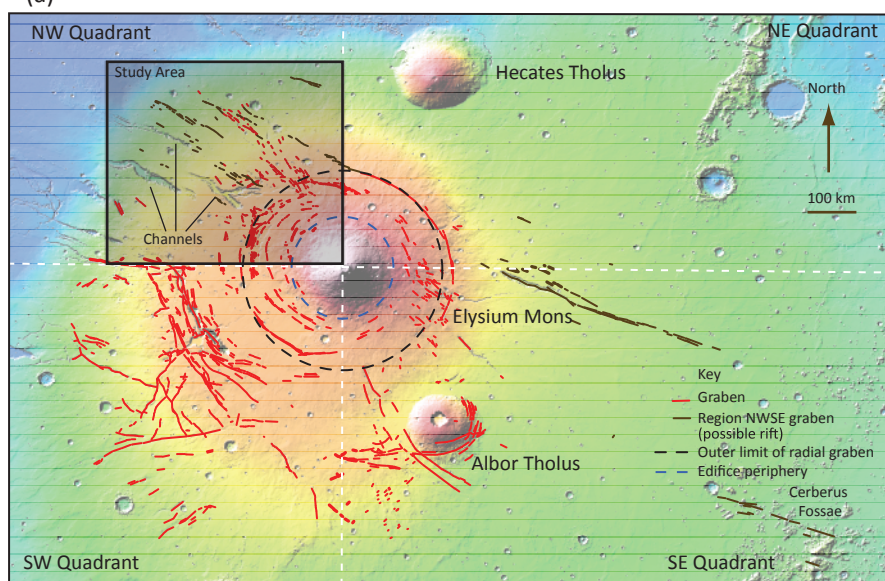 (a)
NW Quadrant
NE Quadrant
Study Area
Hecates Tholus
North
100 km
Channels
Elysium Mons
Key
Graben
Region NWSE graben
(possible rift)
Outer limit of radial graben
Edifice periphery
Albor Tholus
Cerberus
Fossae
SW Quadrant
SE Quadrant